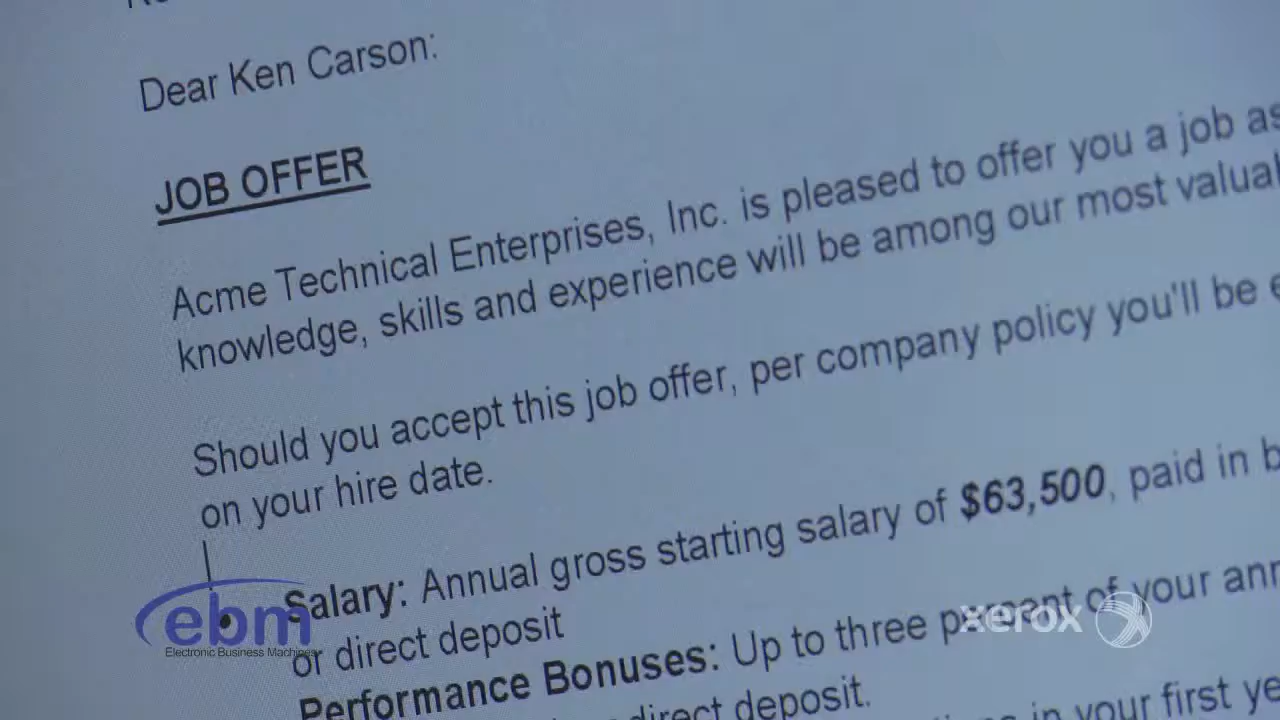 Dear Ken Carson:
JOB OFFER
Acme Technical Enterprises, Inc. is pleased to offer you a job as
knowledge, skills and experience will be among our most
Should you accept this job offer, per company policy you'll be
on your hire date.
Salary: Annual gross starting salary of $63,500, paid in
or direct deposit
Performance Bonuses: Up to three percent of your
direct deposit.
in your first
ebm
Electronic Business Machines
xerox